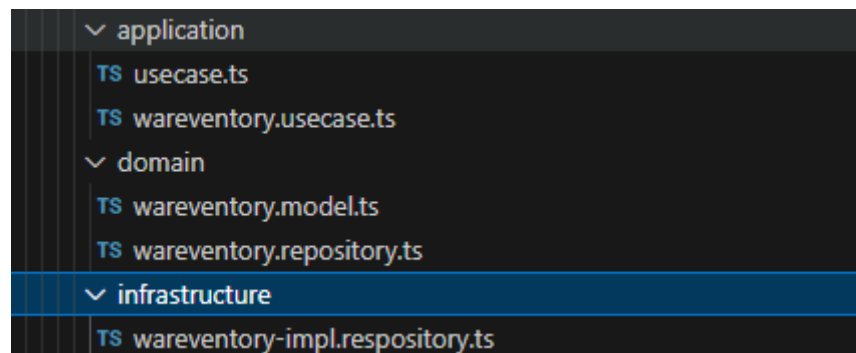 application
TS usecase.ts
TS wareventory.usecase.ts
domain
TS wareventory.model.ts
TS wareventory.repository.ts
infrastructure
TS wareventory-impl.respository.ts